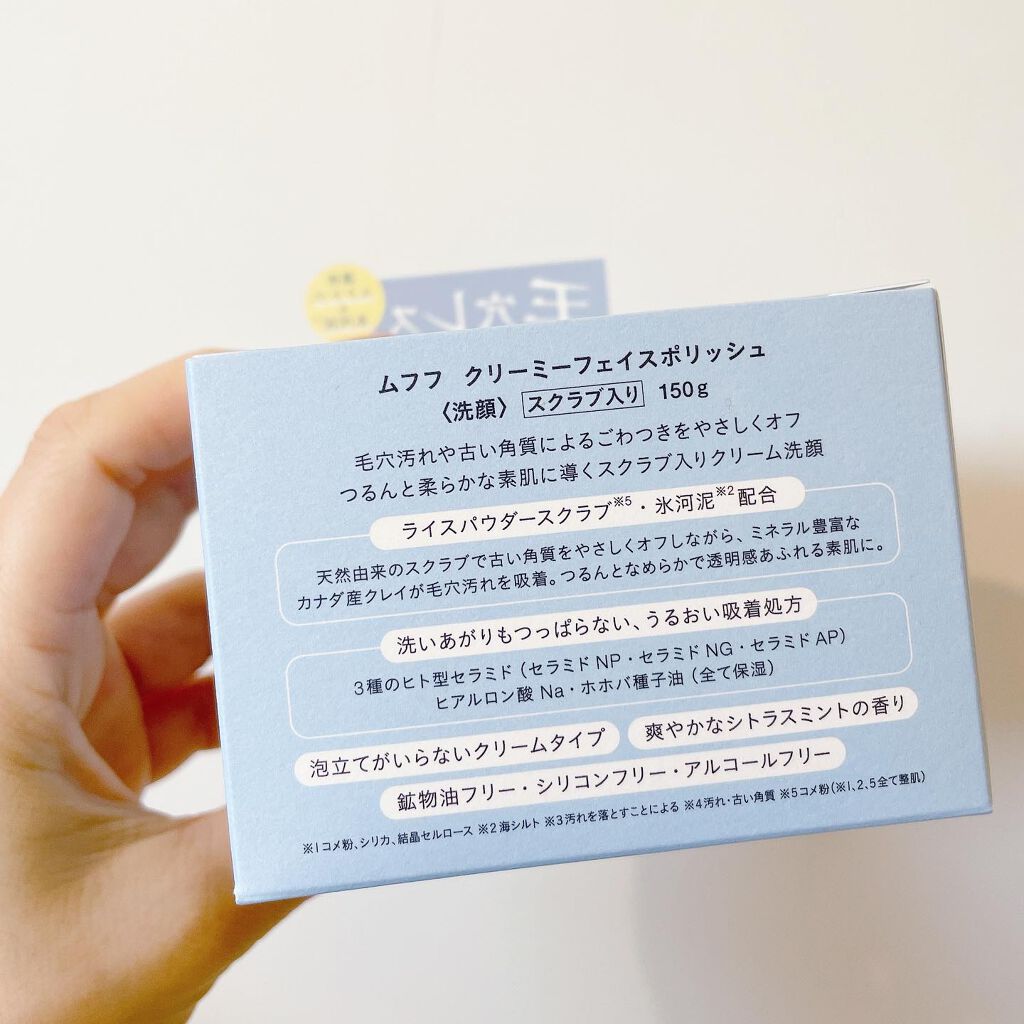 毛穴レス
ムフフ クリーミーフェイスポリッシュ
〈洗顔〉 スクラブ入り 150g
毛穴汚れや古い角質によるごわつきをやさしくオフ
つるんと柔らかな素肌に導くスクラブ入りクリーム洗顔
ライスパウダースクラブ※5・氷河泥※2配合
天然由来のスクラブで古い角質をやさしくオフしながら、ミネラル豊富な
カナダ産クレイが毛穴汚れを吸着。つるんとなめらかで透明感あふれる素肌に。
洗いあがりもつっぱらない、うるおい吸着処方
3種のヒト型セラミド（セラミド NP・セラミド NG・セラミド AP）
ヒアルロン酸 Na・ホホバ種子油（全て保湿）
泡立てがいらないクリームタイプ
爽やかなシトラスミントの香り
鉱物油フリー・シリコンフリー・アルコールフリー
※1コメ粉、シリカ、結晶セルロース ※2海シルト ※3汚れを落とすことによる ※4汚れ・古い角質 ※5コメ粉（※1、2、5全て整肌）